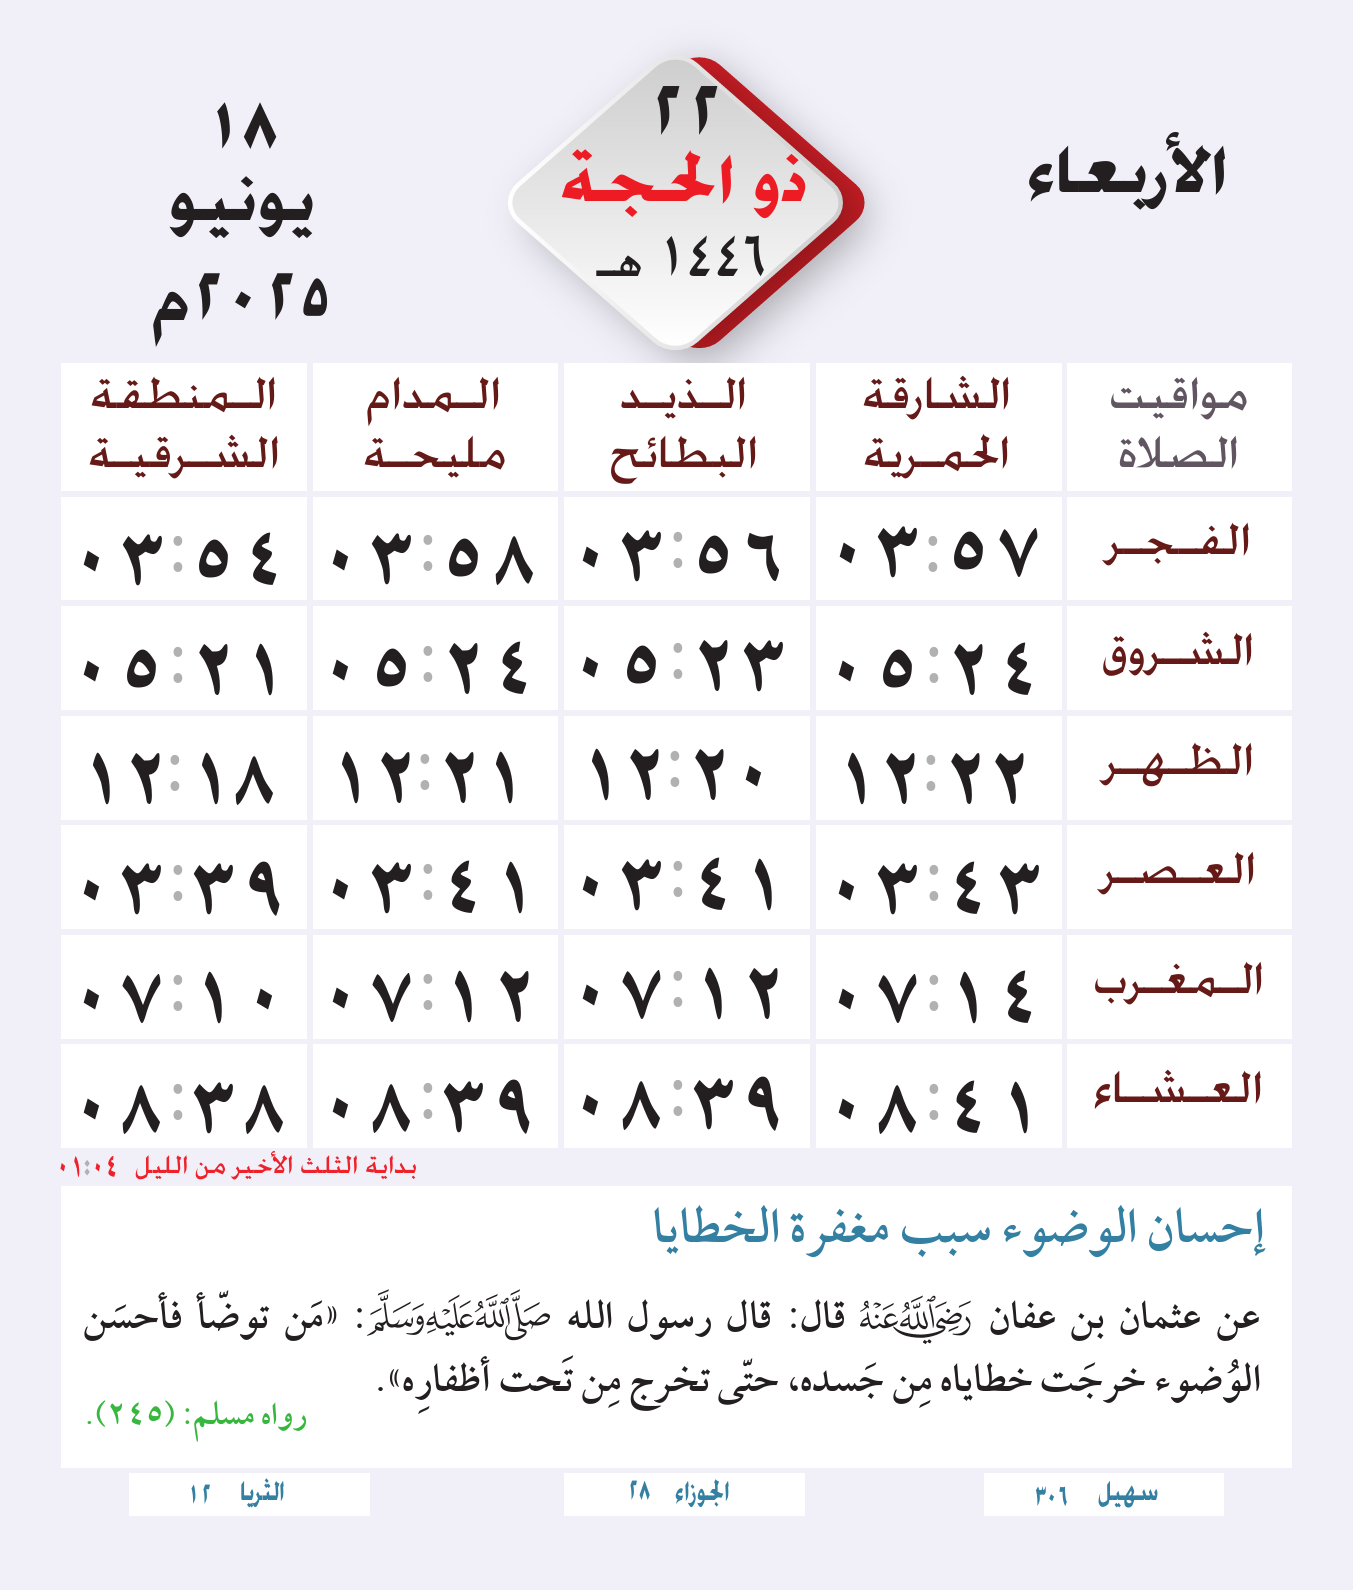 الأربعاء
٢٢
ذو الحجة
١٤٤٦ هـ
١٨
يونيو
٢٠٢٥م
مواقيت الصلاة
الشارقة الحمرية
الذيد البطائح
المدام مليحة
المنطقة الشرقية
الفجر ٠٣:٥٧ ٠٣:٥٦ ٠٣:٥٨ ٠٣:٥٤
الشروق ٠٥:٢٤ ٠٥:٢٣ ٠٥:٢٤ ٠٥:٢١
الظهر ١٢:٢٢ ١٢:٢٠ ١٢:٢١ ١٢:١٨
العصر ٠٣:٤٣ ٠٣:٤١ ٠٣:٤١ ٠٣:٣٩
المغرب ٠٧:١٤ ٠٧:١٢ ٠٧:١٢ ٠٧:١٠
العشاء ٠٨:٤١ ٠٨:٣٩ ٠٨:٣٩ ٠٨:٣٨
بداية الثلث الأخير من الليل ٠١:٠٤
إحسان الوضوء سبب مغفرة الخطايا
عن عثمان بن عفان رَضِيَ اللَّهُ عَنْهُ قال: قال رسول الله صَلَّى اللَّهُ عَلَيْهِ وَسَلَّمَ: «مَن توضّأ فأحسَن
الوُضوء خرجَت خطاياه مِن جَسده، حتّى تخرج مِن تَحت أظفارِه».
رواه مسلم: (٢٤٥).
سهيل ٣٠٦
الجوزاء ٢٨
الثريا ١٢